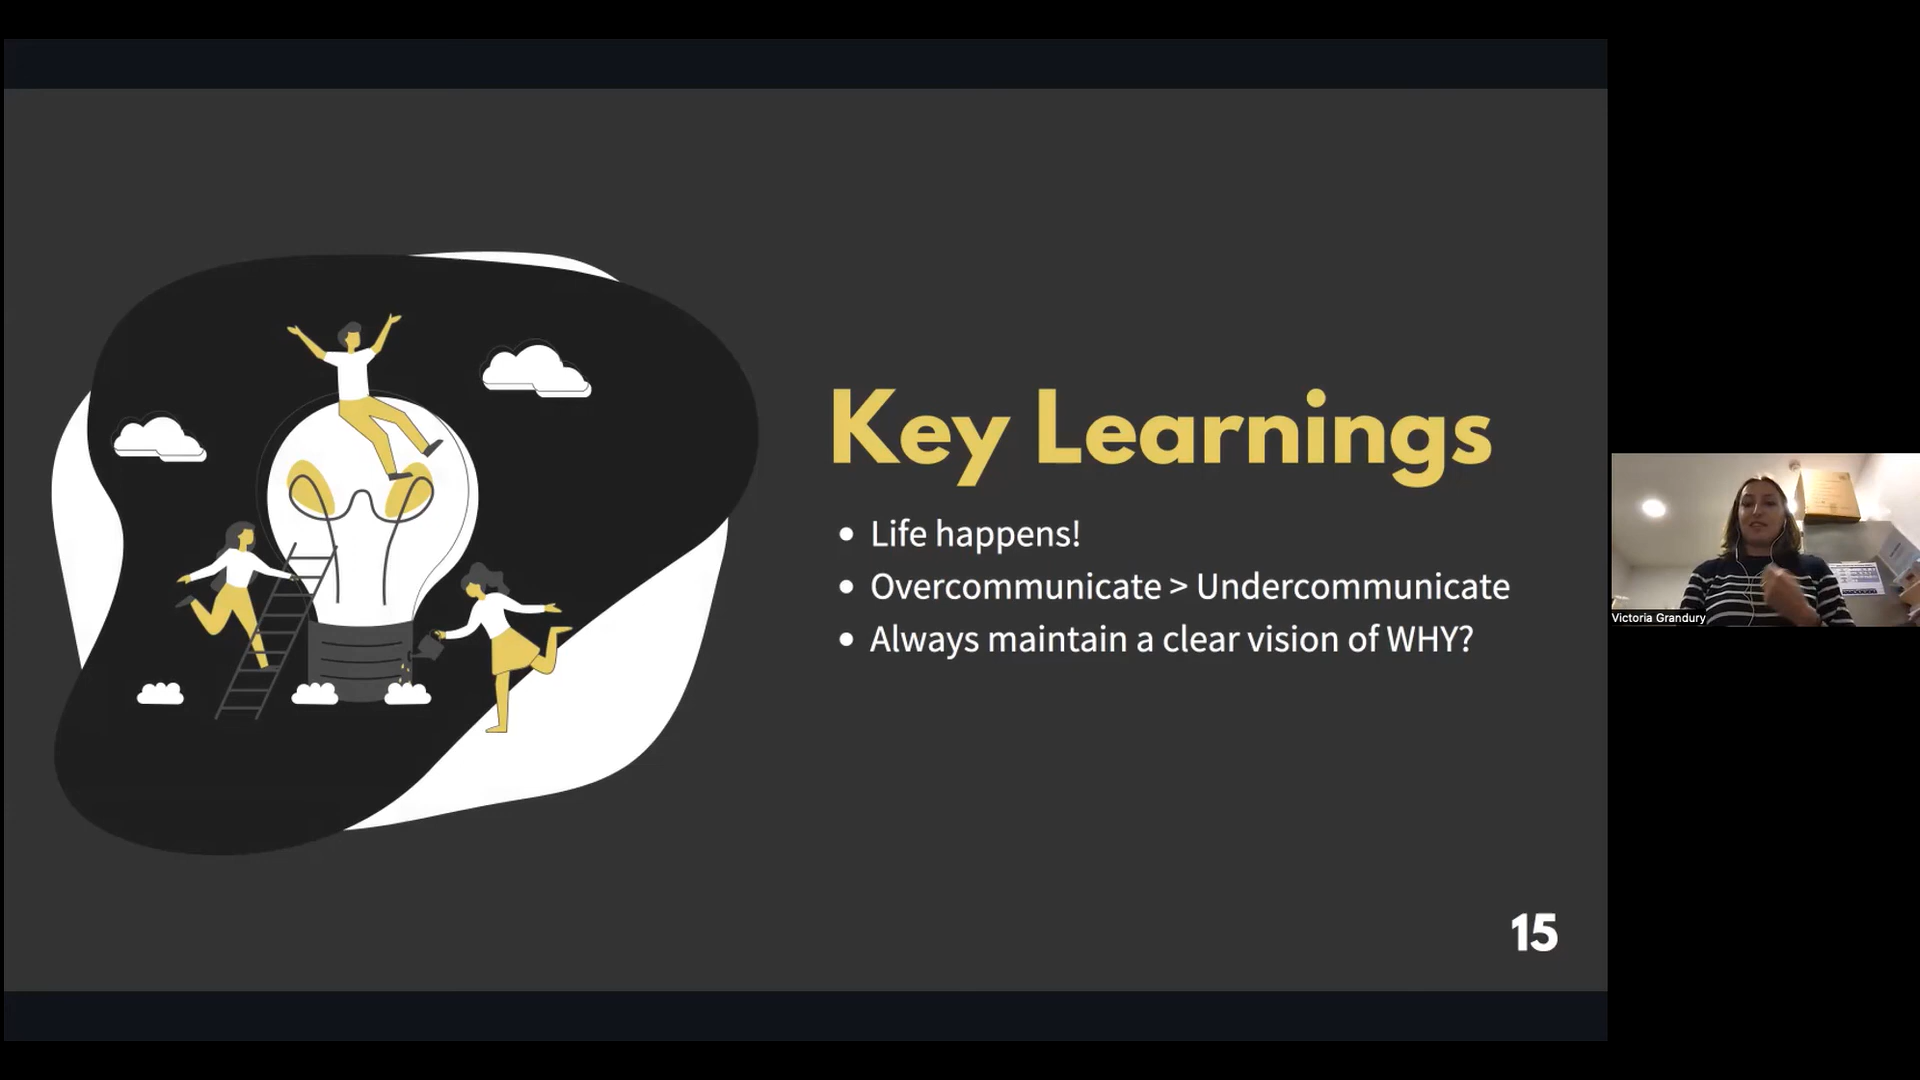 Key Learnings
• Life happens!
• Overcommunicate > Undercommunicate
• Always maintain a clear vision of WHY?
15
Victoria Grandury